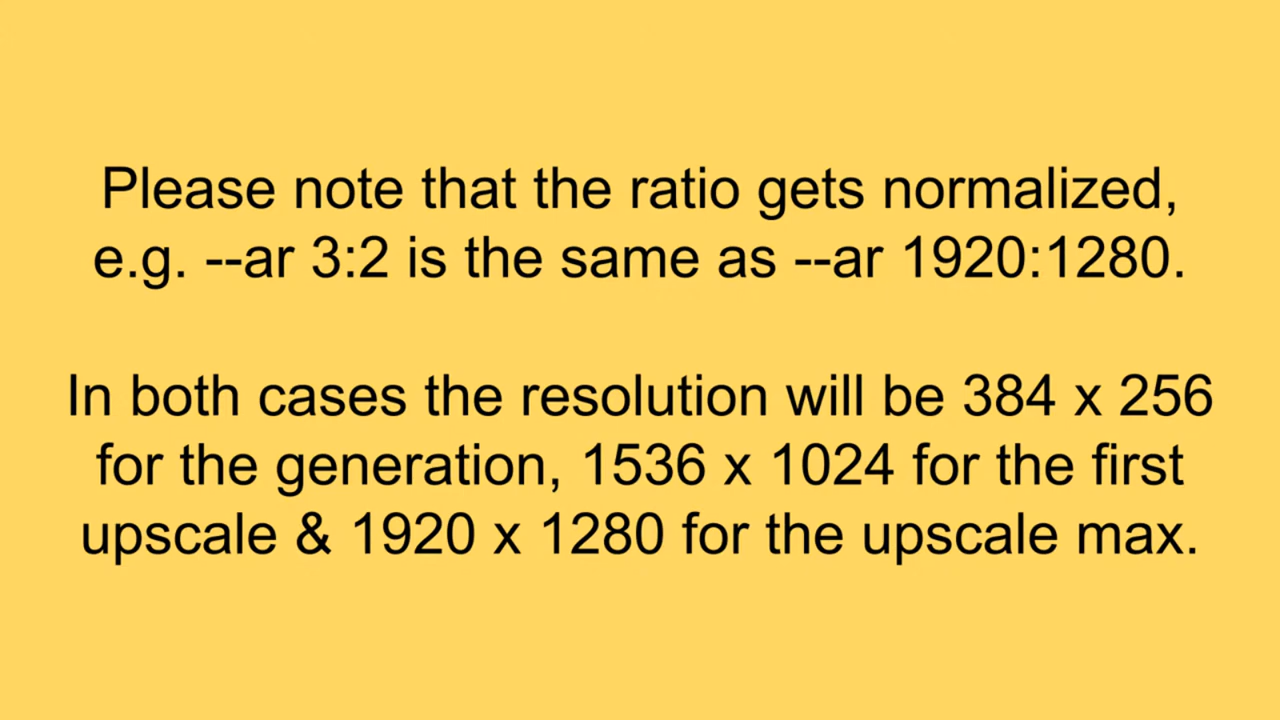 Please note that the ratio gets normalized,
e.g. --ar 3:2 is the same as --ar 1920:1280.
In both cases the resolution will be 384 x 256
for the generation, 1536 x 1024 for the first
upscale & 1920 x 1280 for the upscale max.